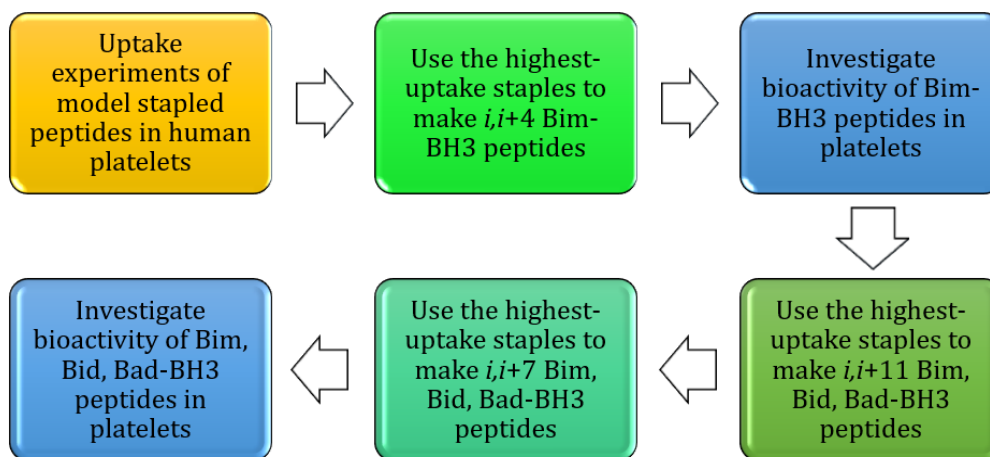 Uptake
experiments of
model stapled
peptides in human
platelets
Use the highest-
uptake staples to
make i,i+4 Bim-
BH3 peptides
Investigate
bioactivity of Bim-
BH3 peptides in
platelets
Use the highest-
uptake staples to
make i,i+11 Bim,
Bid, Bad-BH3
peptides
Use the highest-
uptake staples to
make i,i+7 Bim,
Bid, Bad-BH3
peptides
Investigate
bioactivity of Bim,
Bid, Bad-BH3
peptides in
platelets